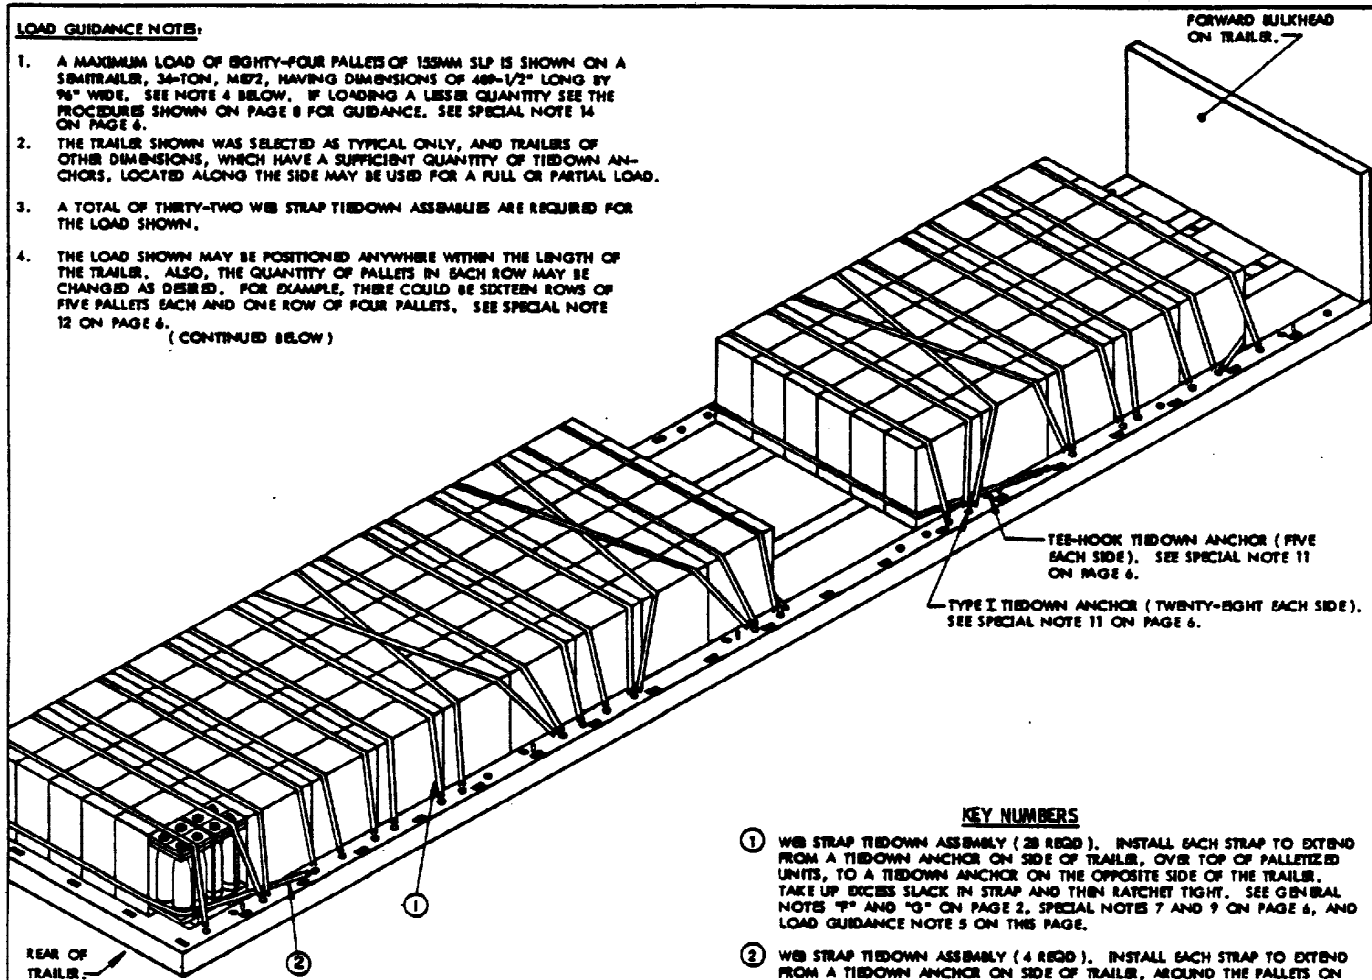 LOAD GUIDANCE NOTES:
1. A MAXIMUM LOAD OF EIGHTY-FOUR PALLETS OF 155MM SLP IS SHOWN ON A
SEMITRAILER, 34-TON, M872, HAVING DIMENSIONS OF 489-1/2" LONG BY
96" WIDE. SEE NOTE 4 BELOW. IF LOADING A LESSER QUANTITY SEE THE
PROCEDURES SHOWN ON PAGE 8 FOR GUIDANCE. SEE SPECIAL NOTE 14
ON PAGE 6.
2. THE TRAILER SHOWN WAS SELECTED AS TYPICAL ONLY, AND TRAILERS OF
OTHER DIMENSIONS, WHICH HAVE A SUFFICIENT QUANTITY OF TIEDOWN AN-
CHORS, LOCATED ALONG THE SIDE MAY BE USED FOR A FULL OR PARTIAL LOAD.
3. A TOTAL OF THIRTY-TWO WEB STRAP TIEDOWN ASSEMBLIES ARE REQUIRED FOR
THE LOAD SHOWN.
4. THE LOAD SHOWN MAY BE POSITIONED ANYWHERE WITHIN THE LENGTH OF
THE TRAILER. ALSO, THE QUANTITY OF PALLETS IN EACH ROW MAY BE
CHANGED AS DESIRED. FOR EXAMPLE, THERE COULD BE SIXTEEN ROWS OF
FIVE PALLETS EACH AND ONE ROW OF FOUR PALLETS. SEE SPECIAL NOTE
12 ON PAGE 6.
(CONTINUED BELOW)
FORWARD BULKHEAD
ON TRAILER.
TEE-HOOK TIEDOWN ANCHOR (FIVE
EACH SIDE). SEE SPECIAL NOTE 11
ON PAGE 6.
TYPE I TIEDOWN ANCHOR (TWENTY-EIGHT EACH SIDE).
SEE SPECIAL NOTE 11 ON PAGE 6.
1
2
REAR OF
TRAILER.
KEY NUMBERS
1 WEB STRAP TIEDOWN ASSEMBLY (28 REQD). INSTALL EACH STRAP TO EXTEND
FROM A TIEDOWN ANCHOR ON SIDE OF TRAILER, OVER TOP OF PALLETIZED
UNITS, TO A TIEDOWN ANCHOR ON THE OPPOSITE SIDE OF THE TRAILER.
TAKE UP EXCESS SLACK IN STRAP AND THEN RATCHET TIGHT. SEE GENERAL
NOTES "F" AND "G" ON PAGE 2, SPECIAL NOTES 7 AND 9 ON PAGE 6, AND
LOAD GUIDANCE NOTE 5 ON THIS PAGE.
2 WEB STRAP TIEDOWN ASSEMBLY (4 REQD). INSTALL EACH STRAP TO EXTEND
FROM A TIEDOWN ANCHOR ON SIDE OF TRAILER, AROUND THE PALLETS ON